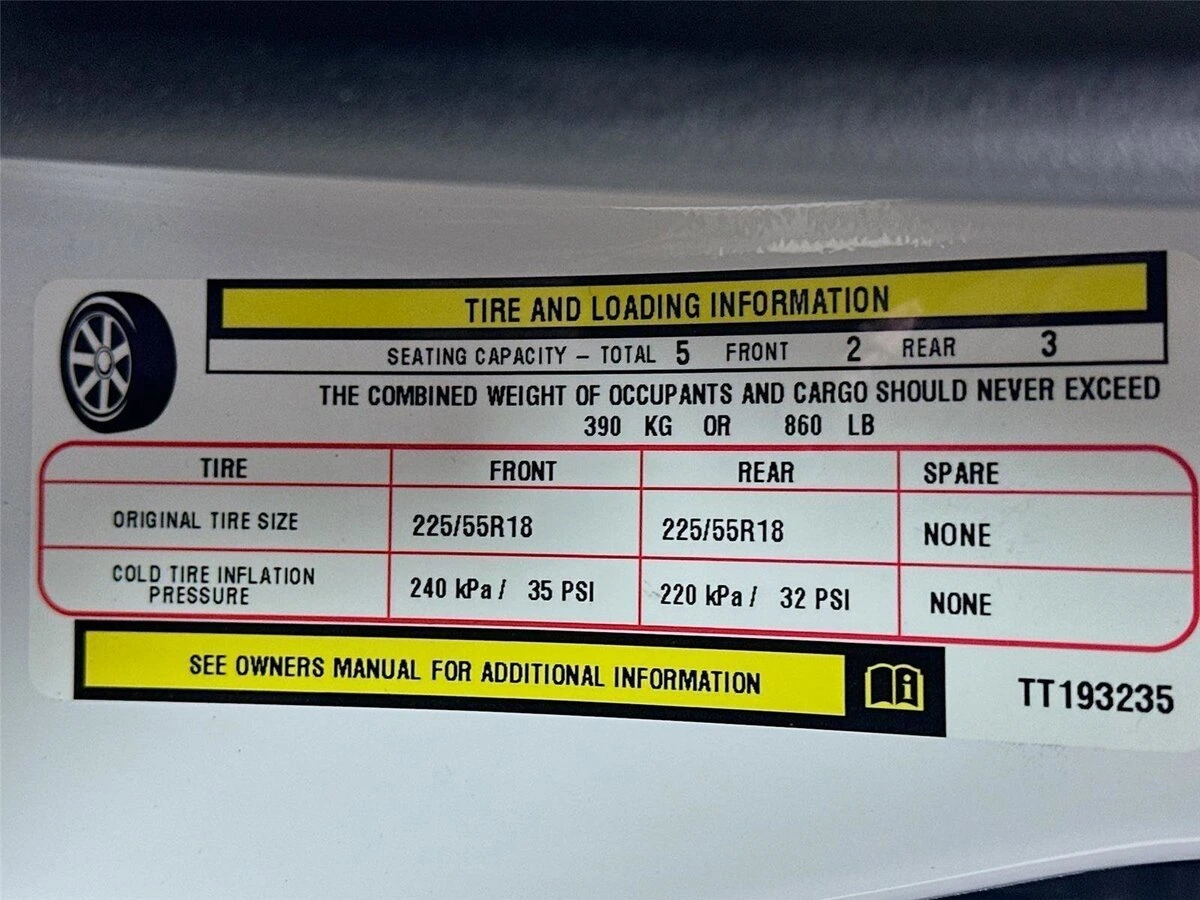 TIRE AND LOADING INFORMATION
SEATING CAPACITY – TOTAL 5 FRONT 2 REAR 3
THE COMBINED WEIGHT OF OCCUPANTS AND CARGO SHOULD NEVER EXCEED
390 KG OR 860 LB
TIRE FRONT REAR SPARE
ORIGINAL TIRE SIZE 225/55R18 225/55R18 NONE
COLD TIRE INFLATION
PRESSURE 240 kPa / 35 PSI 220 kPa / 32 PSI NONE
SEE OWNERS MANUAL FOR ADDITIONAL INFORMATION
TT193235